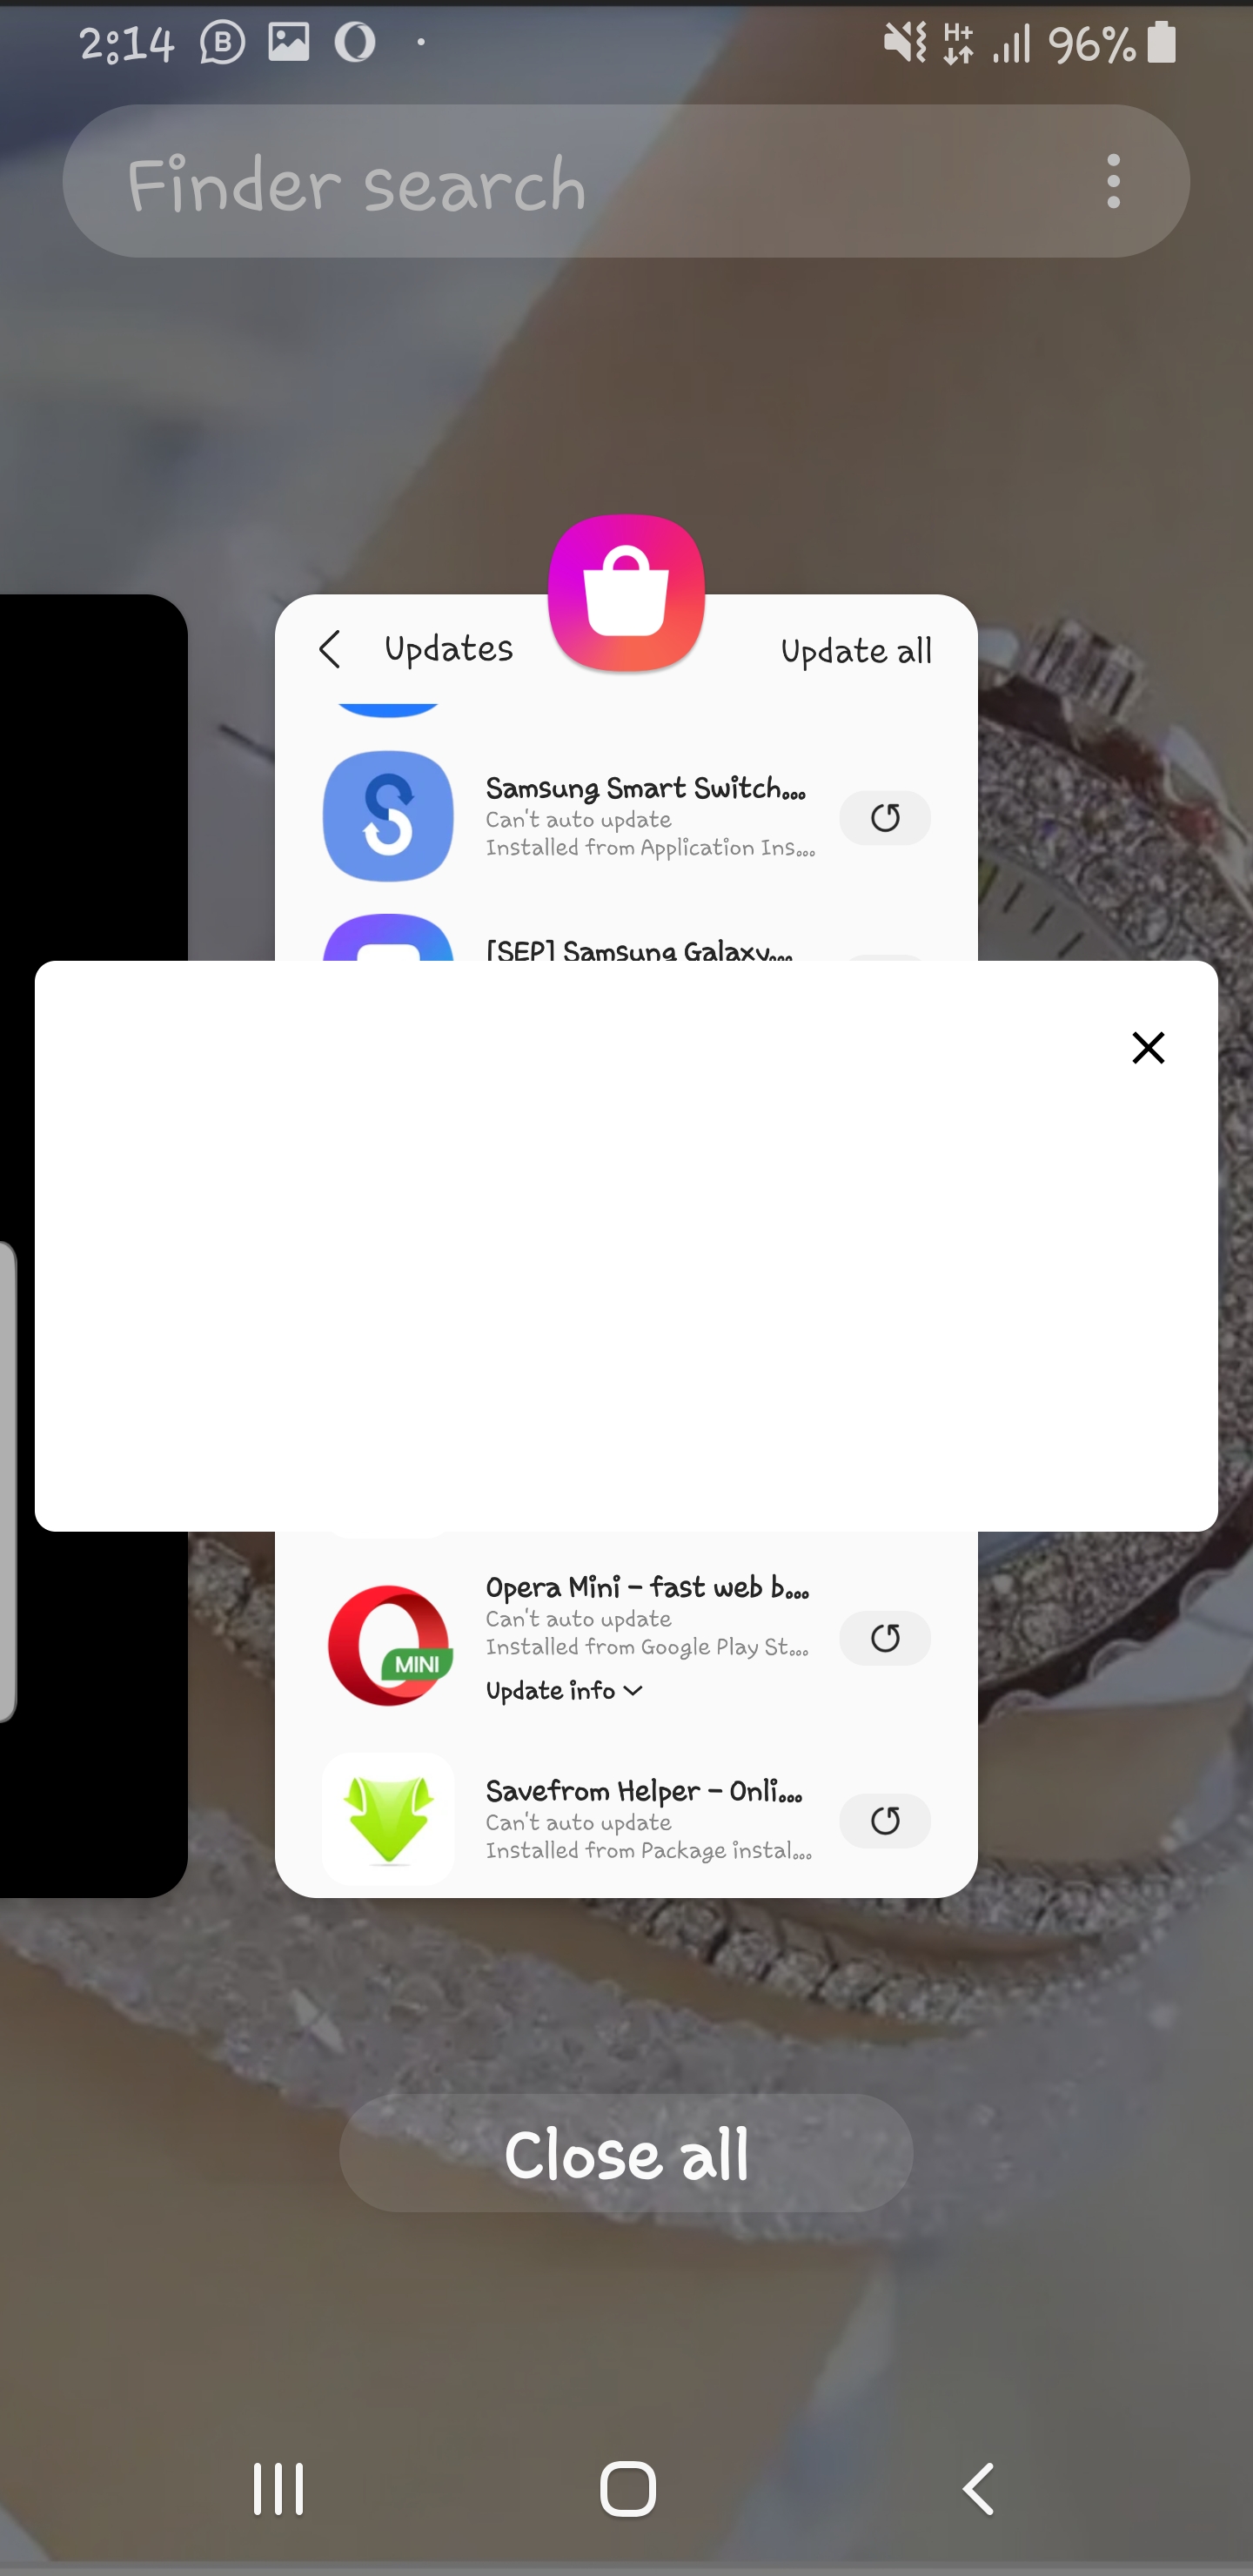 2:14 B H+ 96%
Finder search
Updates Update all
Samsung Smart Switch...
Can't auto update
Installed from Application Ins...
[SEP] Samsung Galaxy...
Opera Mini - fast web b...
Can't auto update
Installed from Google Play St...
MINI
Update info
Savefrom Helper - Onli...
Can't auto update
Installed from Package instal...
Close all